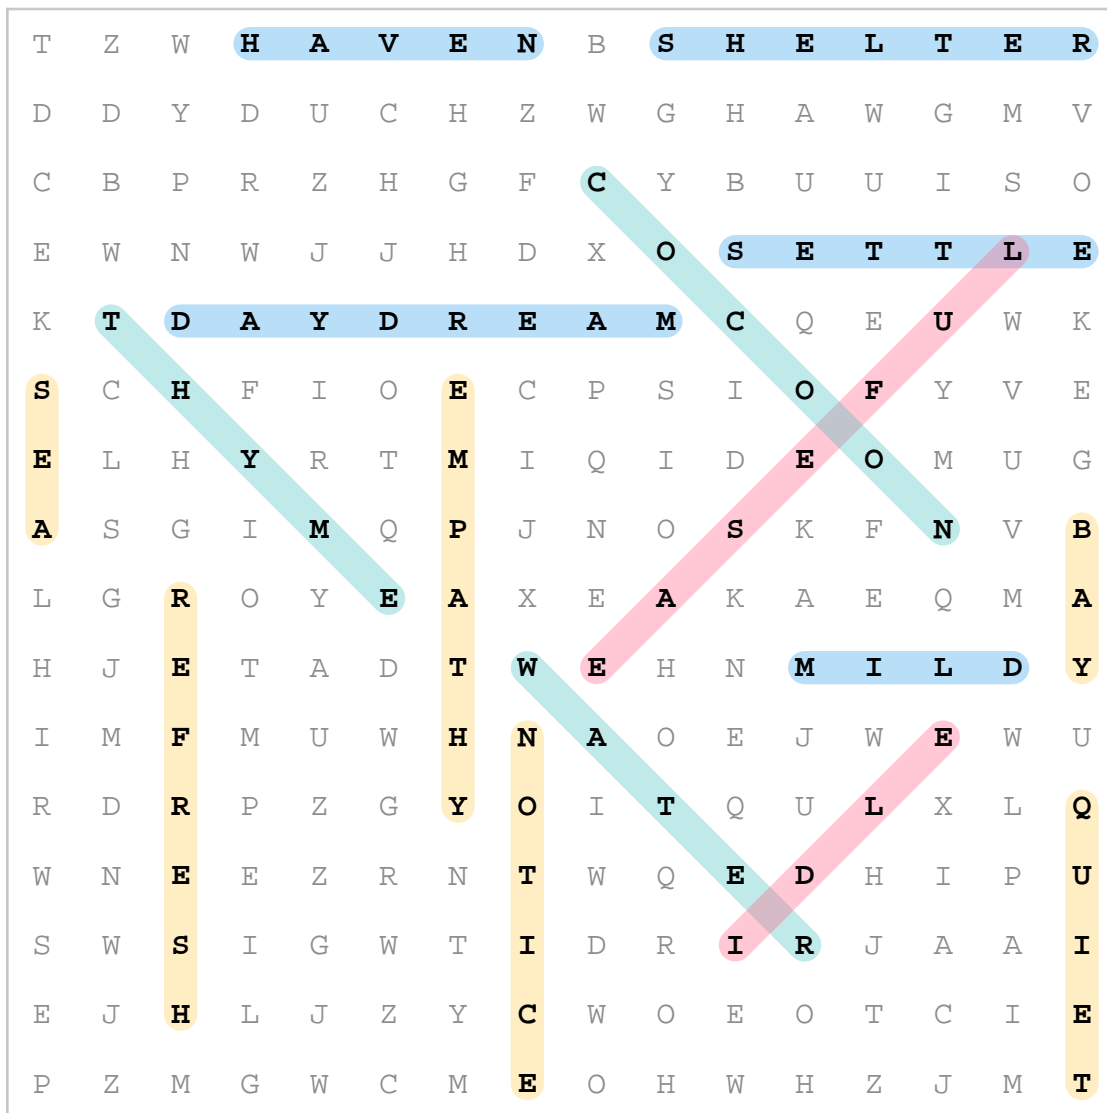 T Z W H A V E N B S H E L T E R
D D Y D U C H Z W G H A W G M V
C B P R Z H G F C Y B U U I S O
E W N W J J H D X O S E T T L E
K T D A Y D R E A M C Q E U W K
S C H F I O E C P S I O F Y V E
E L H Y R T M I Q I D E O M U G
A S G I M Q P J N O S K F N V B
L G R O Y E A X E A K A E Q M A
H J E T A D T W E H N M I L D Y
I M F M U W H N A O E J W E W U
R D R P Z G Y O I T Q U L X L Q
W N E E Z R N T W Q E D H I P U
S W S I G W T I D R I R J A A I
E J H L J Z Y C W O E O T C I E
P Z M G W C M E O H W H Z J M T